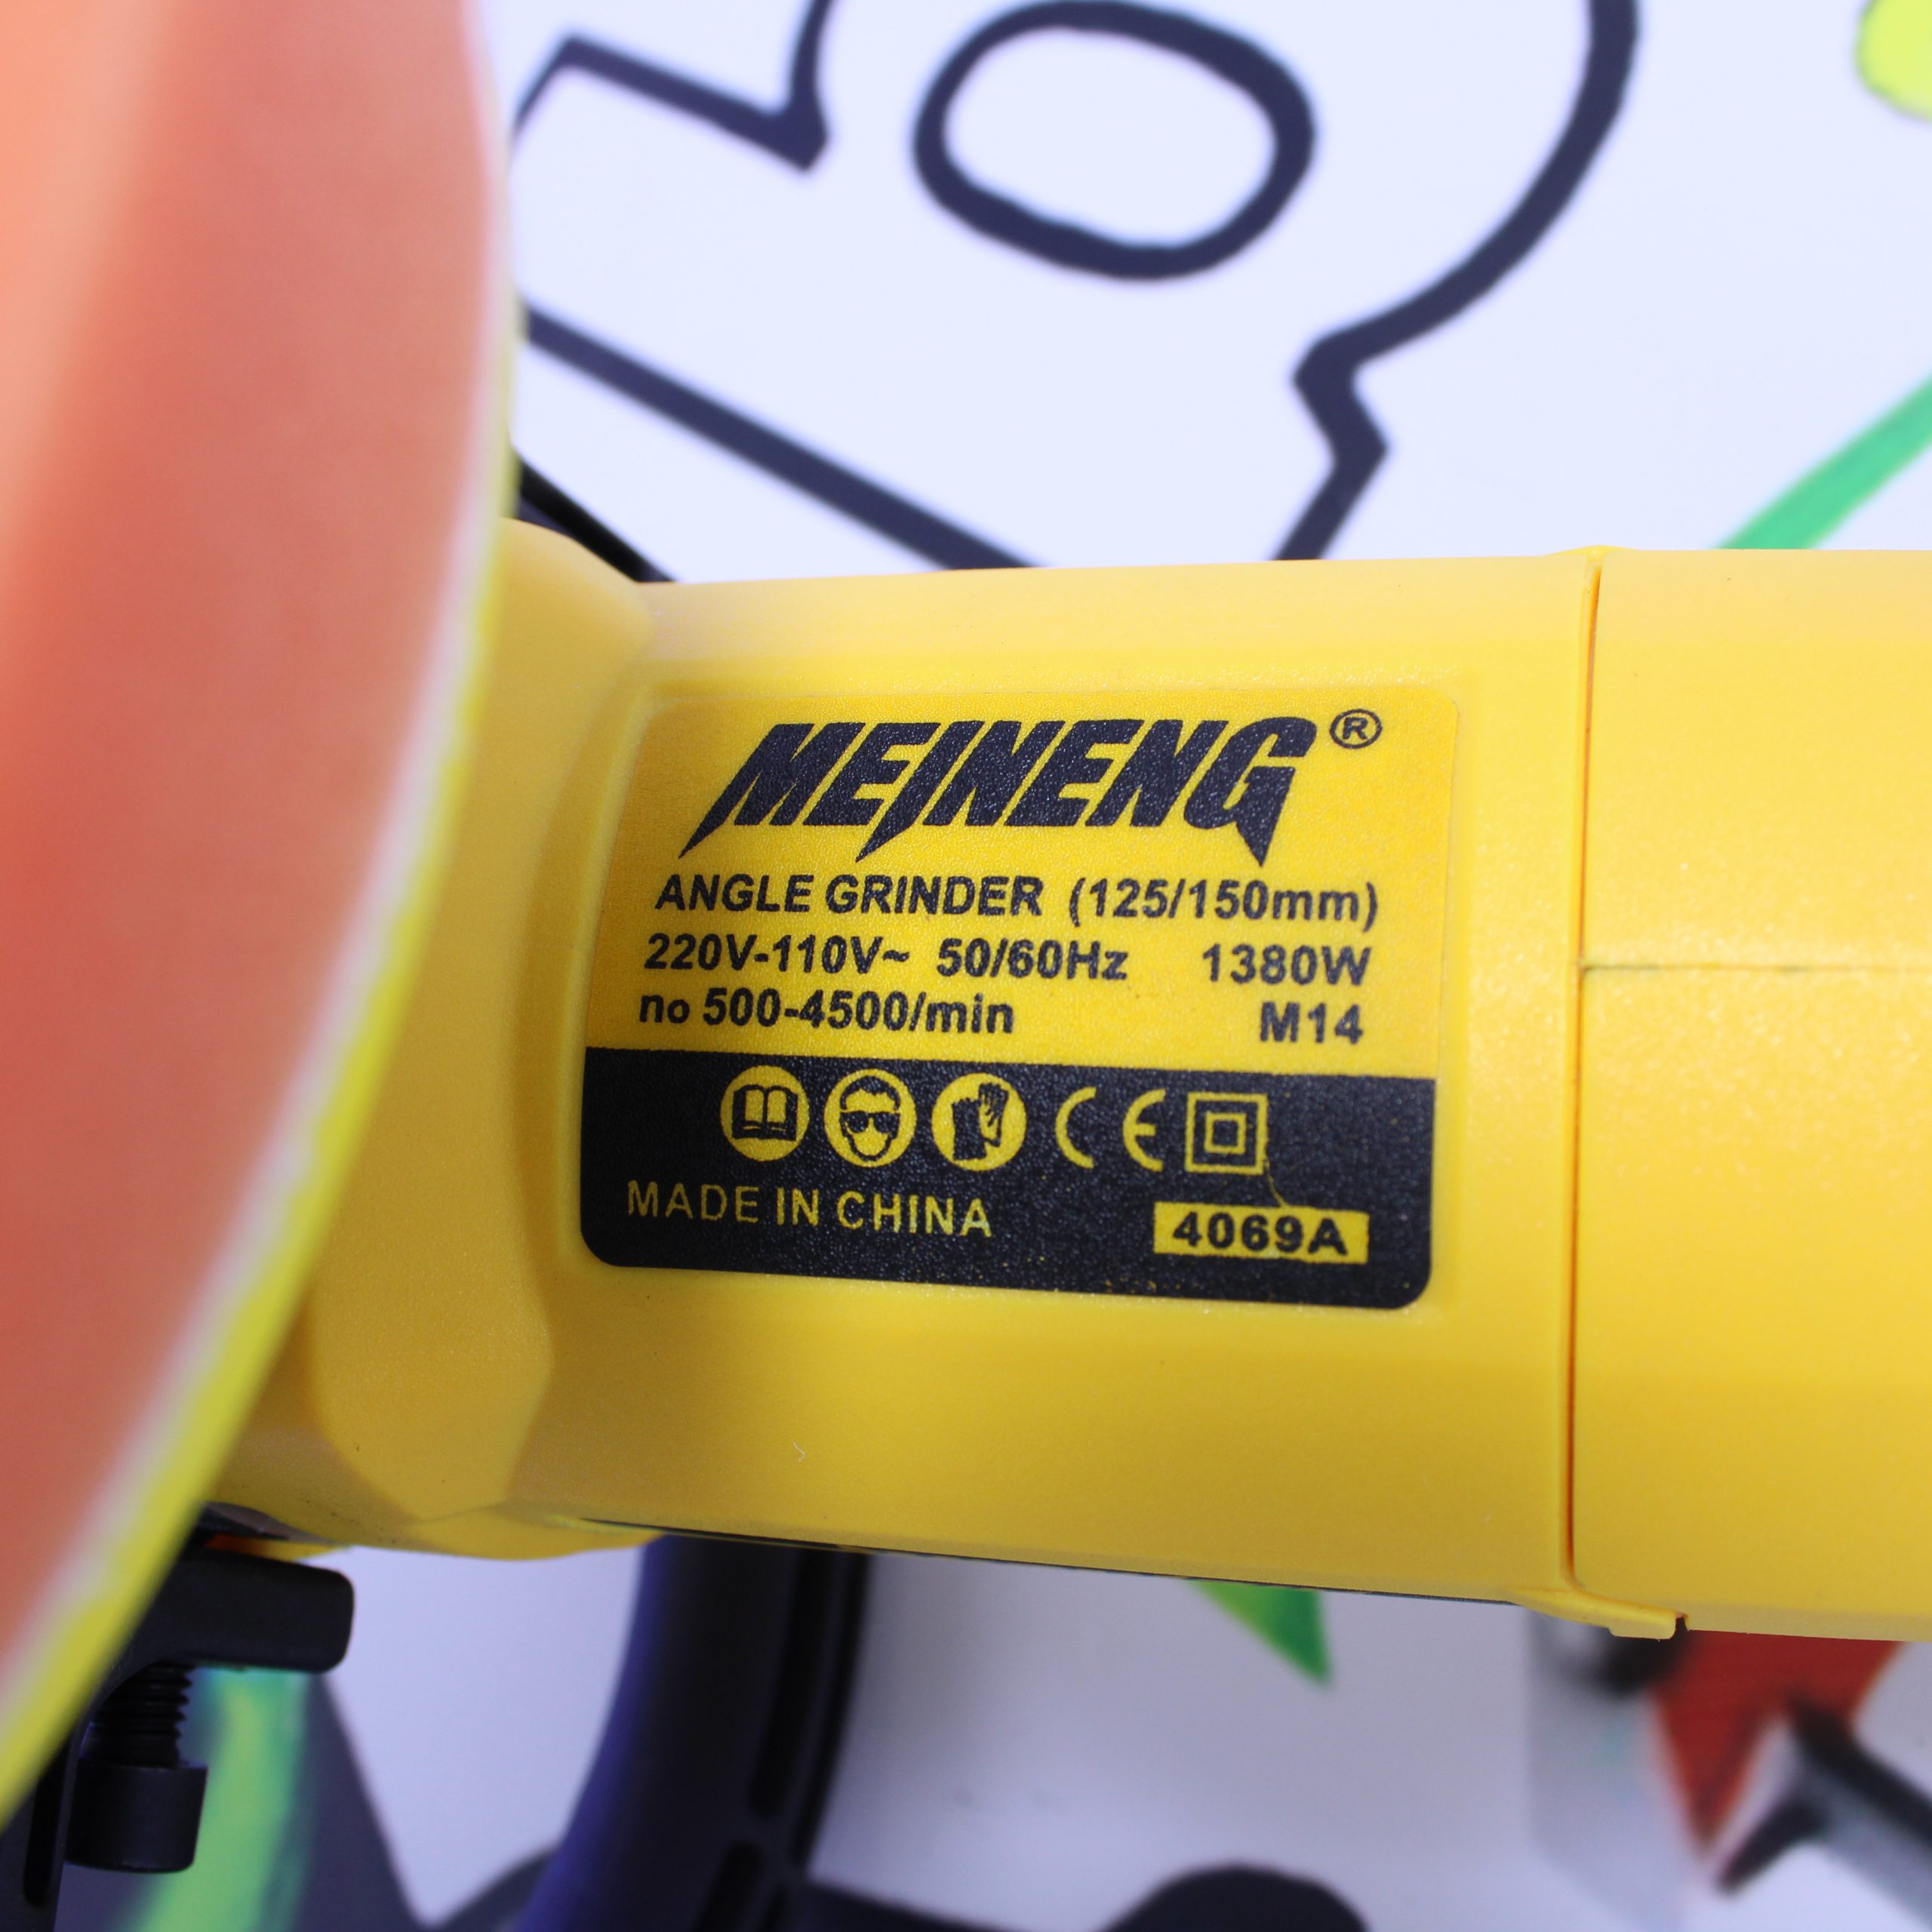 MEINENG®
ANGLE GRINDER (125/150mm)
220V-110V~ 50/60Hz 1380W
no 500-4500/min M14
CE
MADE IN CHINA 4069A